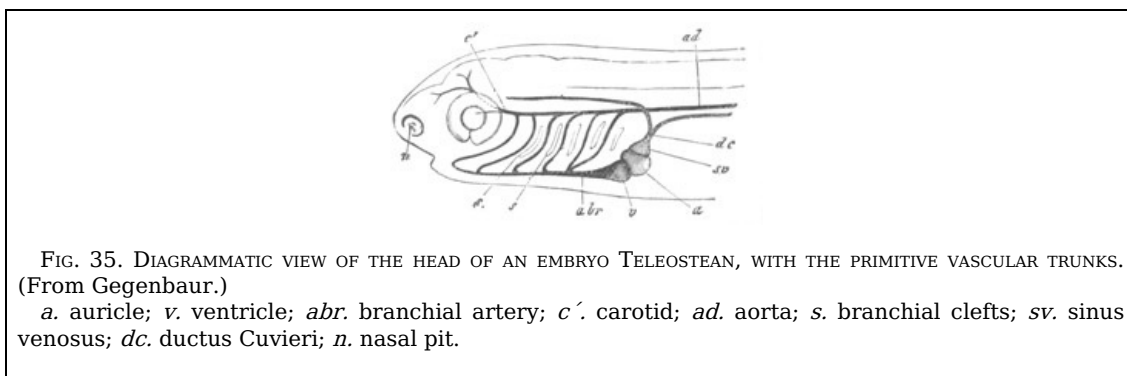 c'
ad
n
dc
sv
s.
s
abr
v
a
FIG. 35. DIAGRAMMATIC VIEW OF THE HEAD OF AN EMBRYO TELEOSTEAN, WITH THE PRIMITIVE VASCULAR TRUNKS.
(From Gegenbaur.)
a. auricle; v. ventricle; abr. branchial artery; c´. carotid; ad. aorta; s. branchial clefts; sv. sinus
venosus; dc. ductus Cuvieri; n. nasal pit.